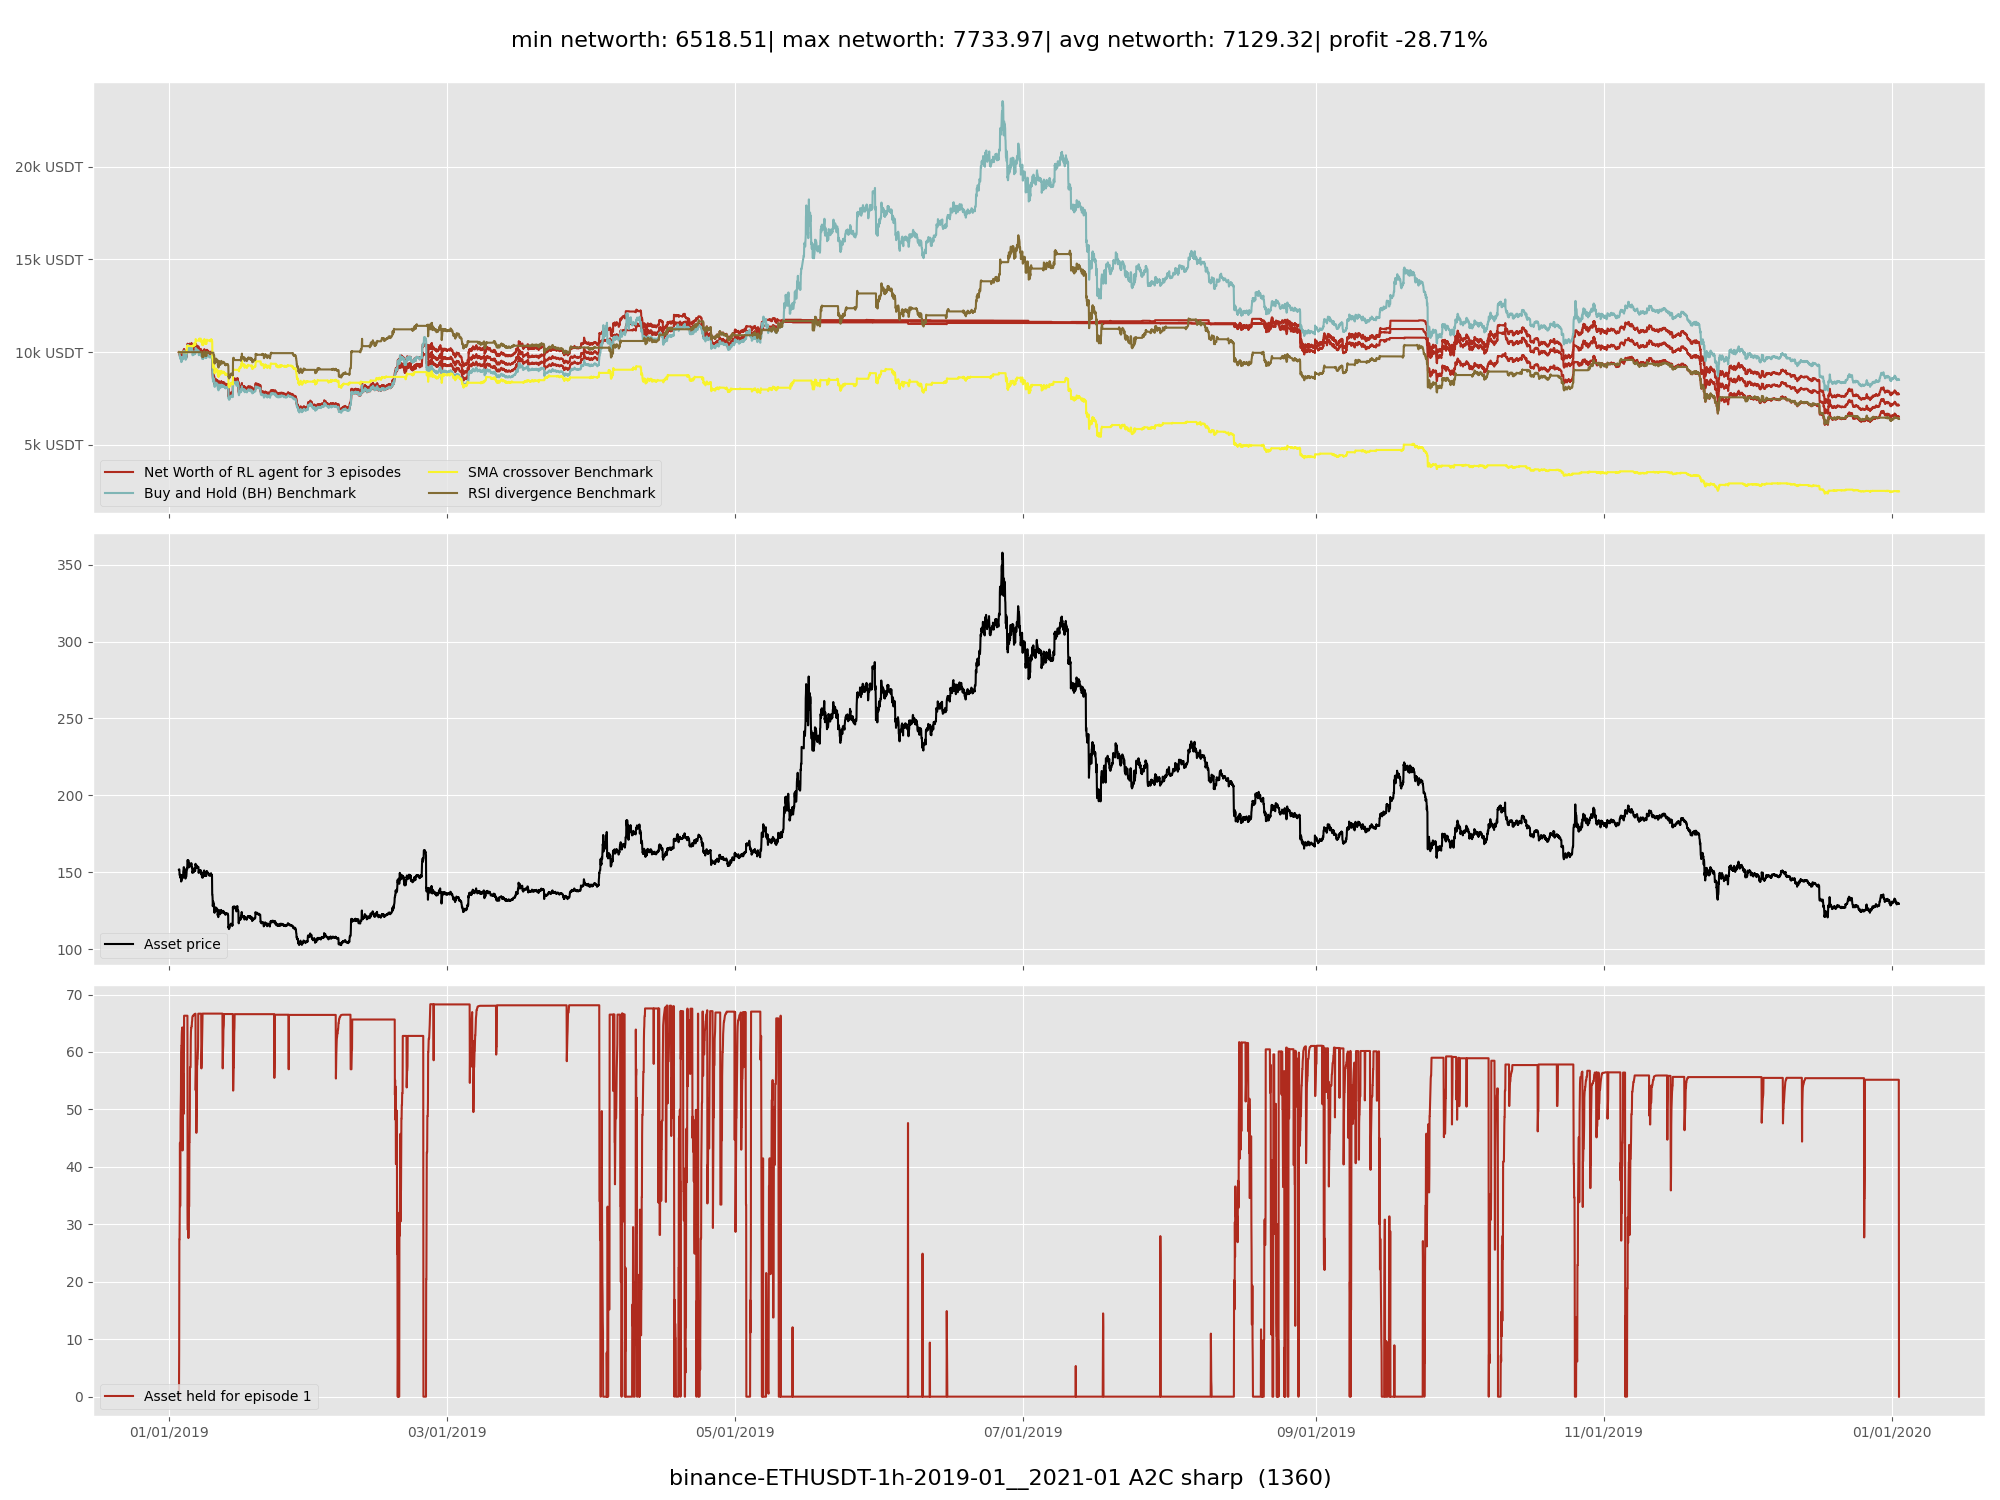 min networth: 6518.51| max networth: 7733.97| avg networth: 7129.32| profit -28.71%
20k USDT
15k USDT
10k USDT
5k USDT
Net Worth of RL agent for 3 episodes
Buy and Hold (BH) Benchmark
SMA crossover Benchmark
RSI divergence Benchmark
350
300
250
200
150
100
Asset price
70
60
50
40
30
20
10
0
Asset held for episode 1
01/01/2019
03/01/2019
05/01/2019
07/01/2019
09/01/2019
11/01/2019
01/01/2020
binance-ETHUSDT-1h-2019-01__2021-01 A2C sharp  (1360)